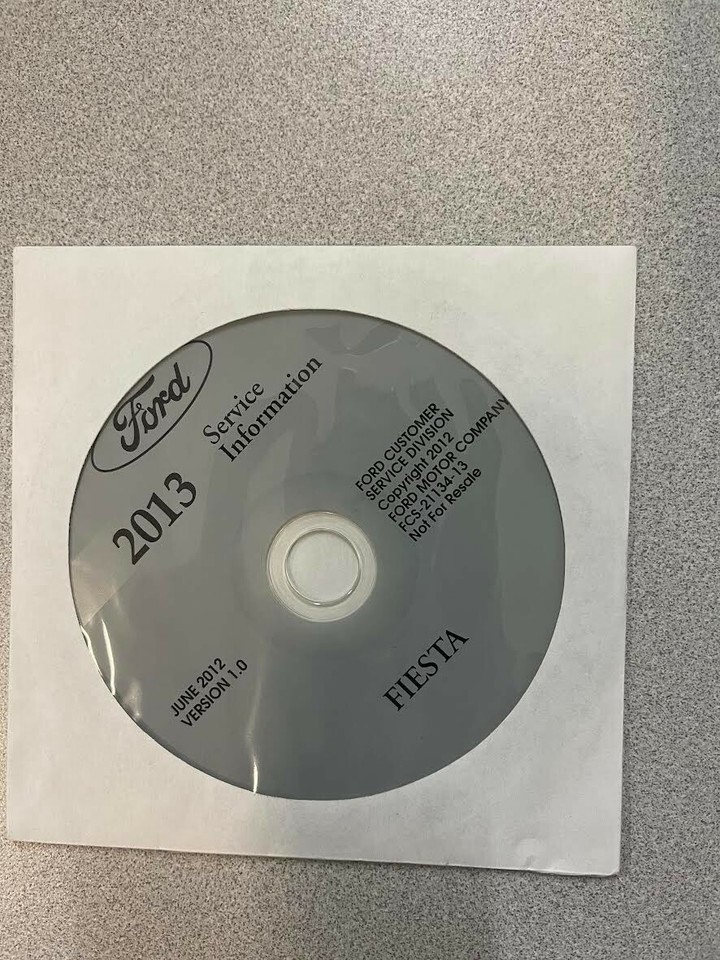 Ford
Service
Information
2013
FORD CUSTOMER
SERVICE DIVISION
Copyright 2012
FORD MOTOR COMPANY
FCS-21134-13
Not For Resale
JUNE 2012
VERSION 1.0
FIESTA